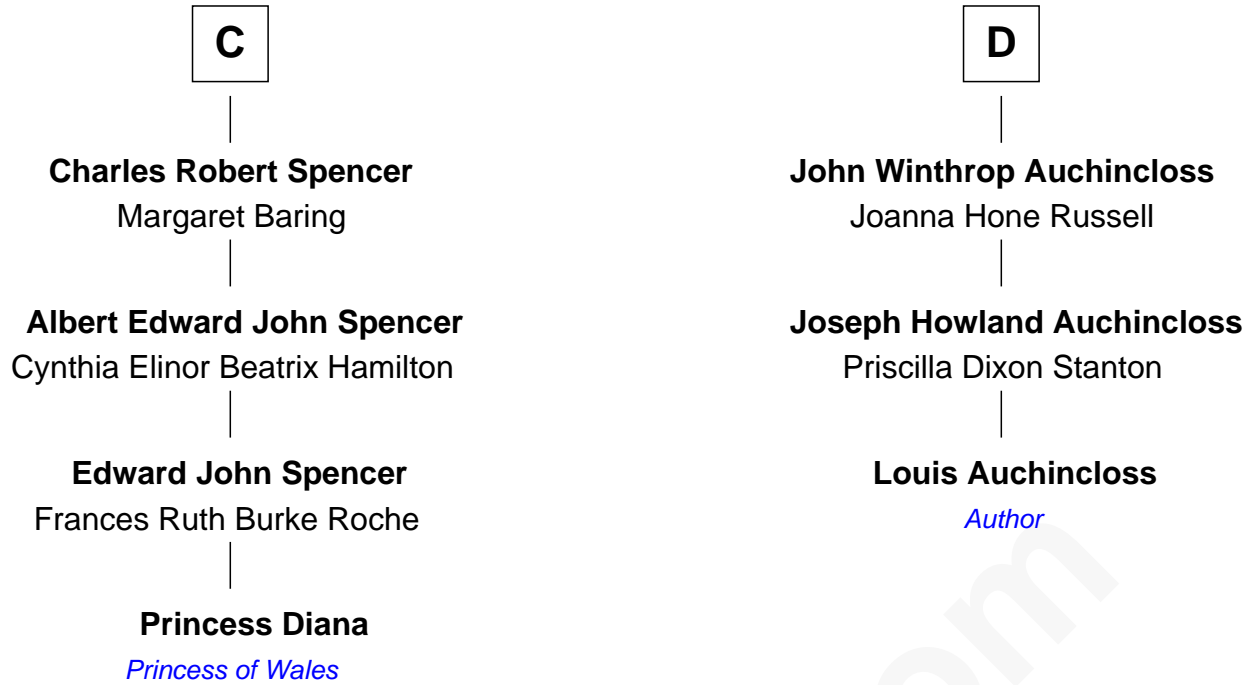 C
Charles Robert Spencer
Margaret Baring
Albert Edward John Spencer
Cynthia Elinor Beatrix Hamilton
Edward John Spencer
Frances Ruth Burke Roche
Princess Diana
Princess of Wales
D
John Winthrop Auchincloss
Joanna Hone Russell
Joseph Howland Auchincloss
Priscilla Dixon Stanton
Louis Auchincloss
Author
om